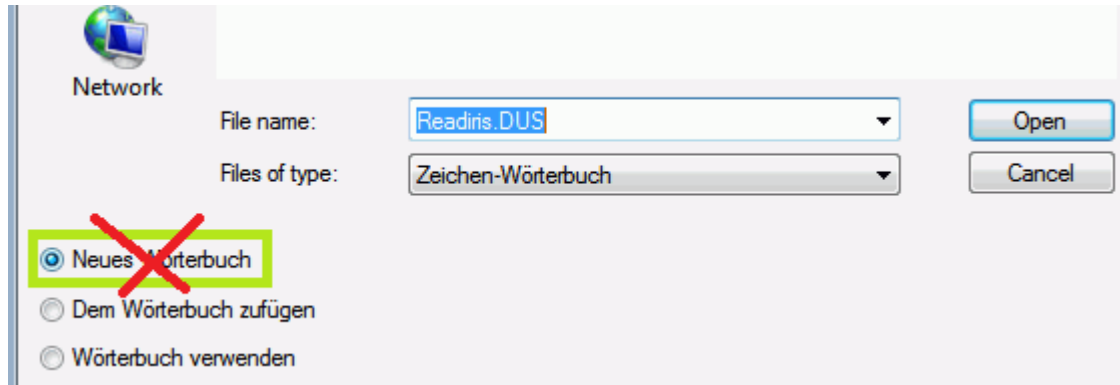 Network
File name:
Readiris.DUS
Open
Files of type:
Zeichen-Wörterbuch
Cancel
Neues Wörterbuch
Dem Wörterbuch zufügen
Wörterbuch verwenden